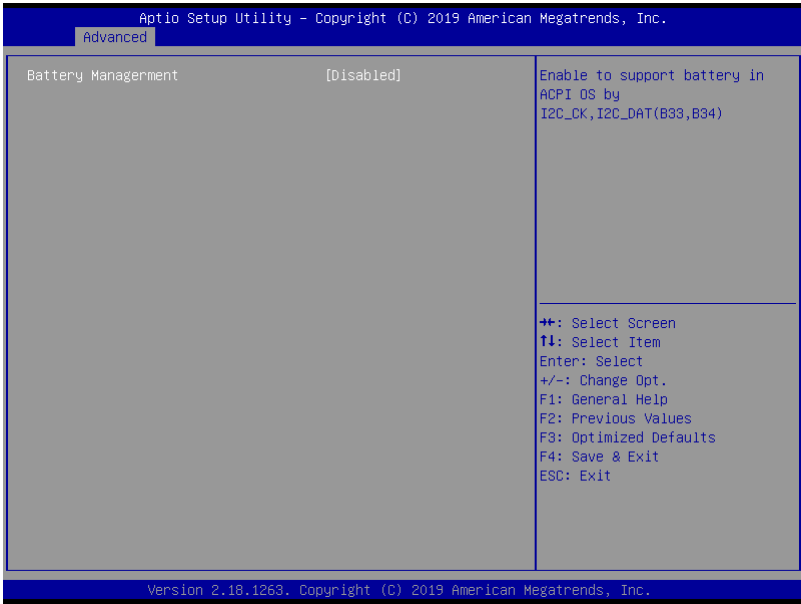 Aptio Setup Utility – Copyright (C) 2019 American Megatrends, Inc.
Advanced
Battery Managerment [Disabled]
Enable to support battery in
ACPI OS by
I2C_CK,I2C_DAT(B33,B34)
→←: Select Screen
↑↓: Select Item
Enter: Select
+/-: Change Opt.
F1: General Help
F2: Previous Values
F3: Optimized Defaults
F4: Save & Exit
ESC: Exit
Version 2.18.1263. Copyright (C) 2019 American Megatrends, Inc.